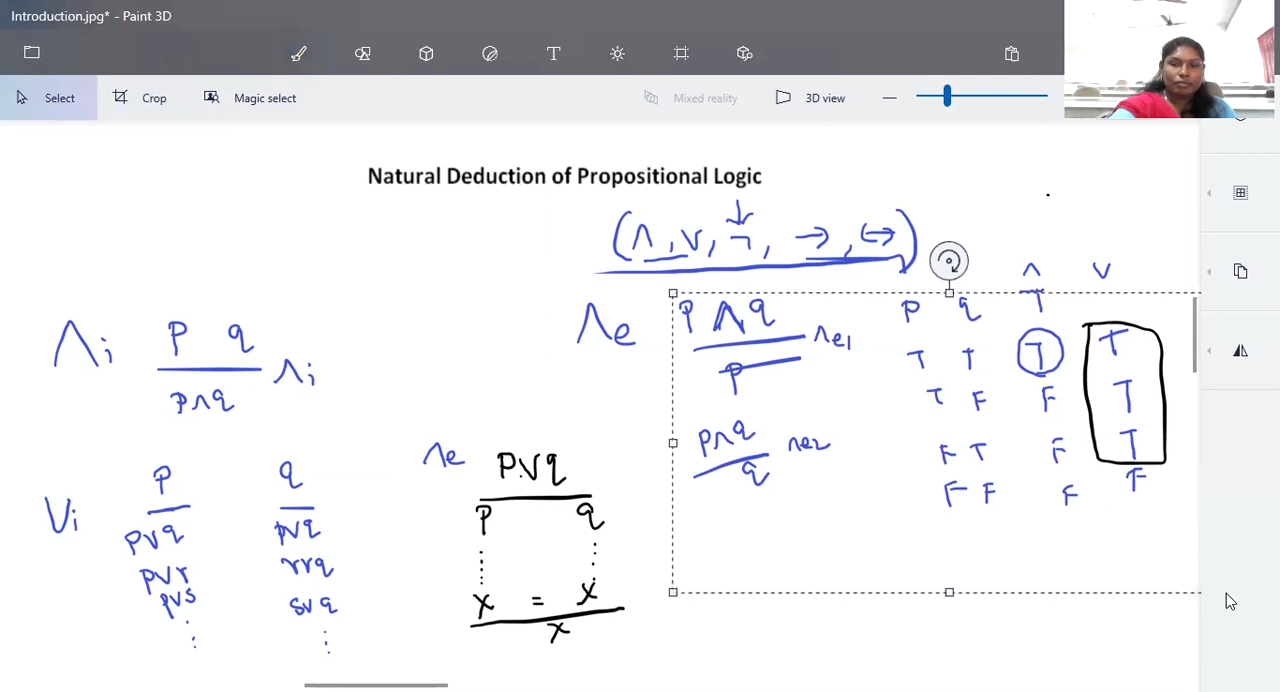 Introduction.jpg* - Paint 3D
Select
Crop
Magic select
Mixed reality
3D view
Natural Deduction of Propositional Logic
(∧, ∨, ¬, →, ↔)
∧i
P q
p∧q
∧i
∧e
P ∧ q
P
∧e1
p∧q
q
∧e2
P q ∧ ∨
T
T T T T
T F F T
F T F T
F F F F
∨i
P
p∨q
p∨r
p∨s
⋮
q
p∨q
r∨q
s∨q
⋮
∧e
P∨q
P q
⋮ ⋮
x = x
x